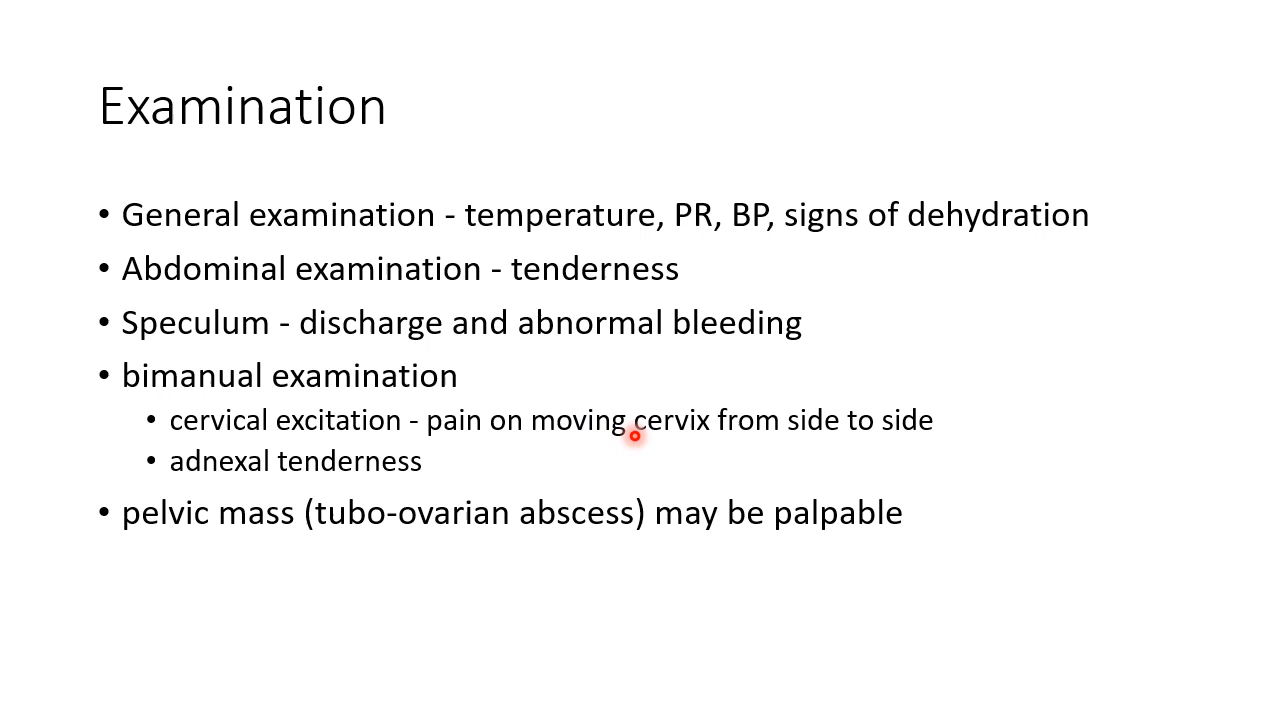 Examination
• General examination - temperature, PR, BP, signs of dehydration
• Abdominal examination - tenderness
• Speculum - discharge and abnormal bleeding
• bimanual examination
• cervical excitation - pain on moving cervix from side to side
• adnexal tenderness
• pelvic mass (tubo-ovarian abscess) may be palpable